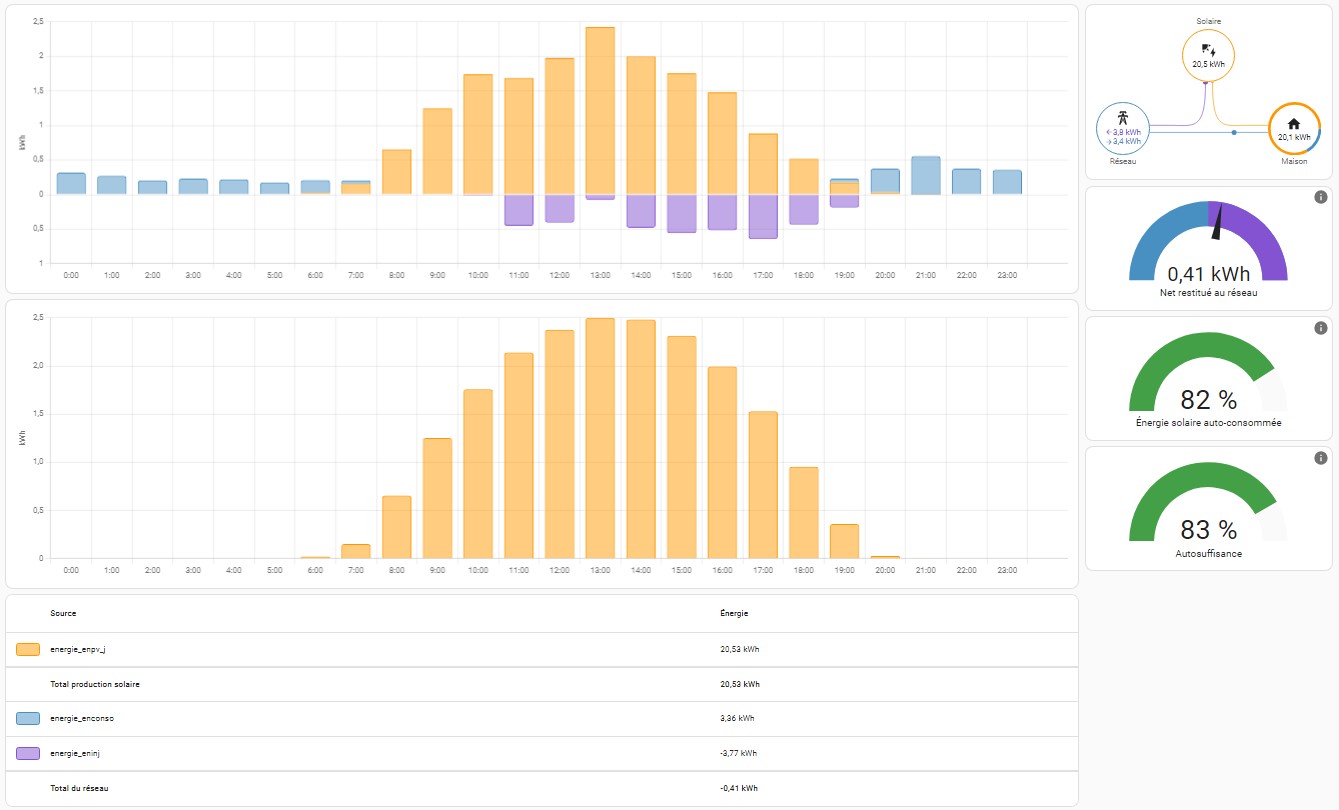 2,5
2
1,5
1
0,5
0
0,5
1
kWh
0:00 1:00 2:00 3:00 4:00 5:00 6:00 7:00 8:00 9:00 10:00 11:00 12:00 13:00 14:00 15:00 16:00 17:00 18:00 19:00 20:00 21:00 22:00 23:00
Solaire
20,5 kWh
←3,8 kWh
→3,4 kWh
Réseau
20,1 kWh
Maison
0,41 kWh
Net restitué au réseau
2,5
2,0
1,5
1,0
0,5
0
kWh
0:00 1:00 2:00 3:00 4:00 5:00 6:00 7:00 8:00 9:00 10:00 11:00 12:00 13:00 14:00 15:00 16:00 17:00 18:00 19:00 20:00 21:00 22:00 23:00
82 %
Énergie solaire auto-consommée
83 %
Autosuffisance
Source Énergie
energie_enpv_j 20,53 kWh
Total production solaire 20,53 kWh
energie_enconso 3,36 kWh
energie_eninj -3,77 kWh
Total du réseau -0,41 kWh